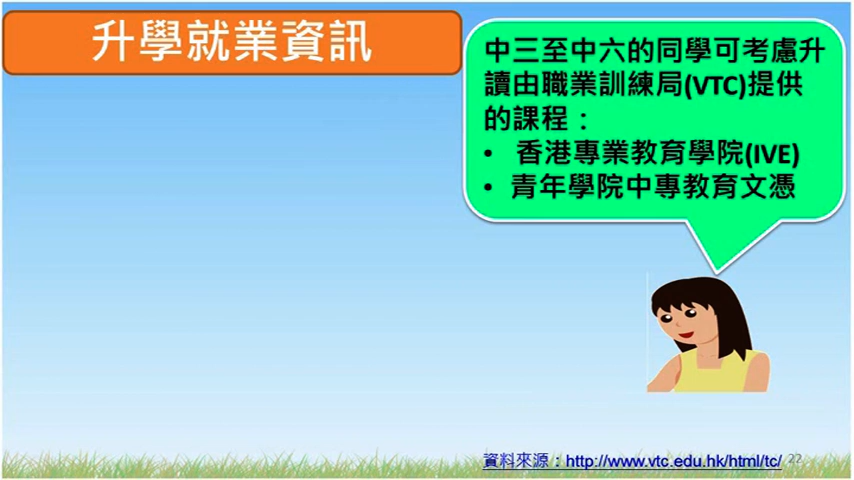 升學就業資訊
中三至中六的同學可考慮升
讀由職業訓練局(VTC)提供
的課程：
• 香港專業教育學院(IVE)
• 青年學院中專教育文憑
資料來源：http://www.vtc.edu.hk/html/tc/
22